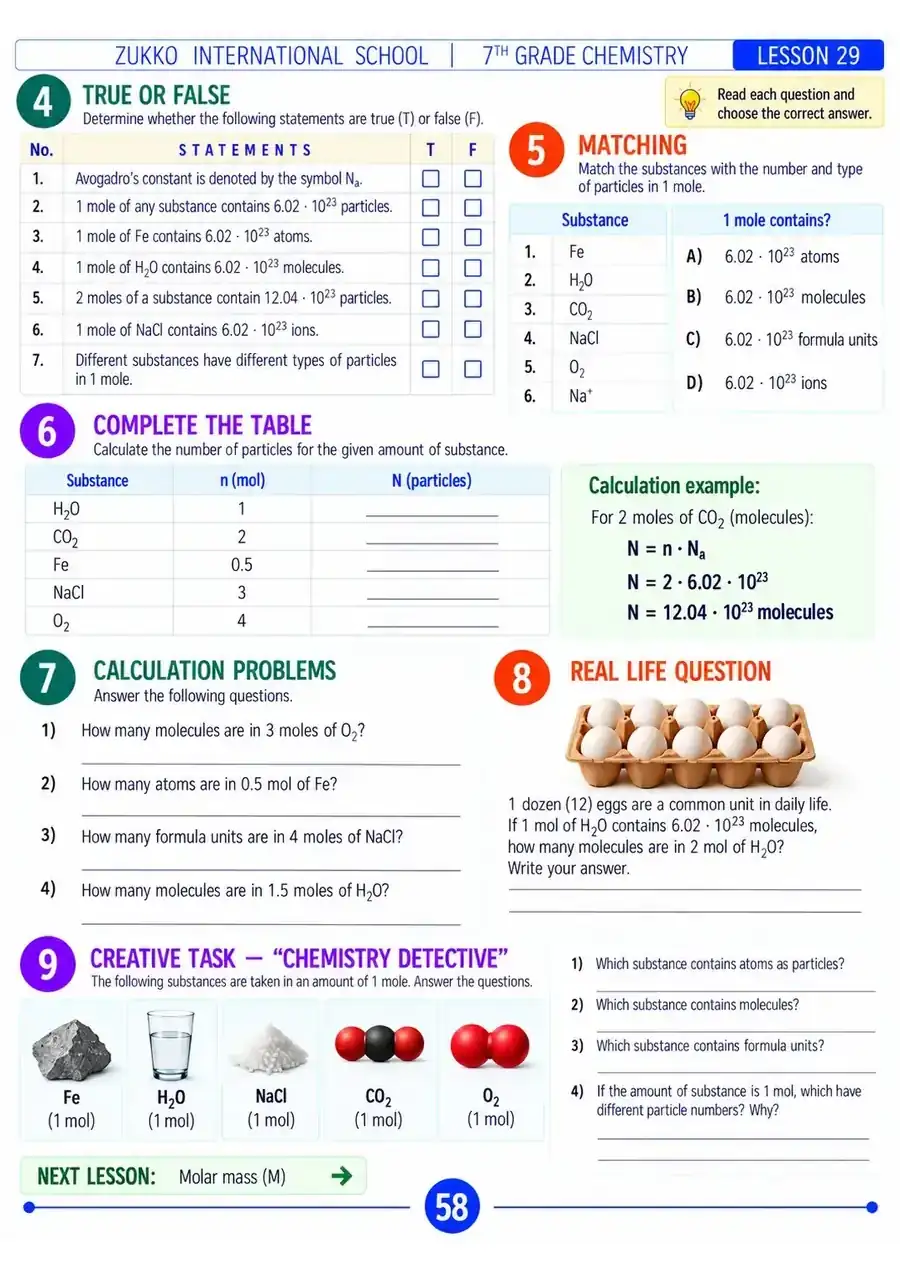 ZUKKO INTERNATIONAL SCHOOL | 7TH GRADE CHEMISTRY LESSON 29
4 TRUE OR FALSE
Determine whether the following statements are true (T) or false (F).
Read each question and
choose the correct answer.
No. STATEMENTS T F
1. Avogadro's constant is denoted by the symbol Nₐ.
2. 1 mole of any substance contains 6.02 · 10²³ particles.
3. 1 mole of Fe contains 6.02 · 10²³ atoms.
4. 1 mole of H₂O contains 6.02 · 10²³ molecules.
5. 2 moles of a substance contain 12.04 · 10²³ particles.
6. 1 mole of NaCl contains 6.02 · 10²³ ions.
7. Different substances have different types of particles
in 1 mole.
5 MATCHING
Match the substances with the number and type
of particles in 1 mole.
Substance
1. Fe
2. H₂O
3. CO₂
4. NaCl
5. O₂
6. Na⁺
1 mole contains?
A) 6.02 · 10²³ atoms
B) 6.02 · 10²³ molecules
C) 6.02 · 10²³ formula units
D) 6.02 · 10²³ ions
6 COMPLETE THE TABLE
Calculate the number of particles for the given amount of substance.
Substance n (mol) N (particles)
H₂O 1
CO₂ 2
Fe 0.5
NaCl 3
O₂ 4
Calculation example:
For 2 moles of CO₂ (molecules):
N = n · Nₐ
N = 2 · 6.02 · 10²³
N = 12.04 · 10²³ molecules
7 CALCULATION PROBLEMS
Answer the following questions.
1) How many molecules are in 3 moles of O₂?
2) How many atoms are in 0.5 mol of Fe?
3) How many formula units are in 4 moles of NaCl?
4) How many molecules are in 1.5 moles of H₂O?
8 REAL LIFE QUESTION
1 dozen (12) eggs are a common unit in daily life.
If 1 mol of H₂O contains 6.02 · 10²³ molecules,
how many molecules are in 2 mol of H₂O?
Write your answer.
9 CREATIVE TASK — “CHEMISTRY DETECTIVE”
The following substances are taken in an amount of 1 mole. Answer the questions.
Fe H₂O NaCl CO₂ O₂
(1 mol) (1 mol) (1 mol) (1 mol) (1 mol)
1) Which substance contains atoms as particles?
2) Which substance contains molecules?
3) Which substance contains formula units?
4) If the amount of substance is 1 mol, which have
different particle numbers? Why?
NEXT LESSON: Molar mass (M) →
58